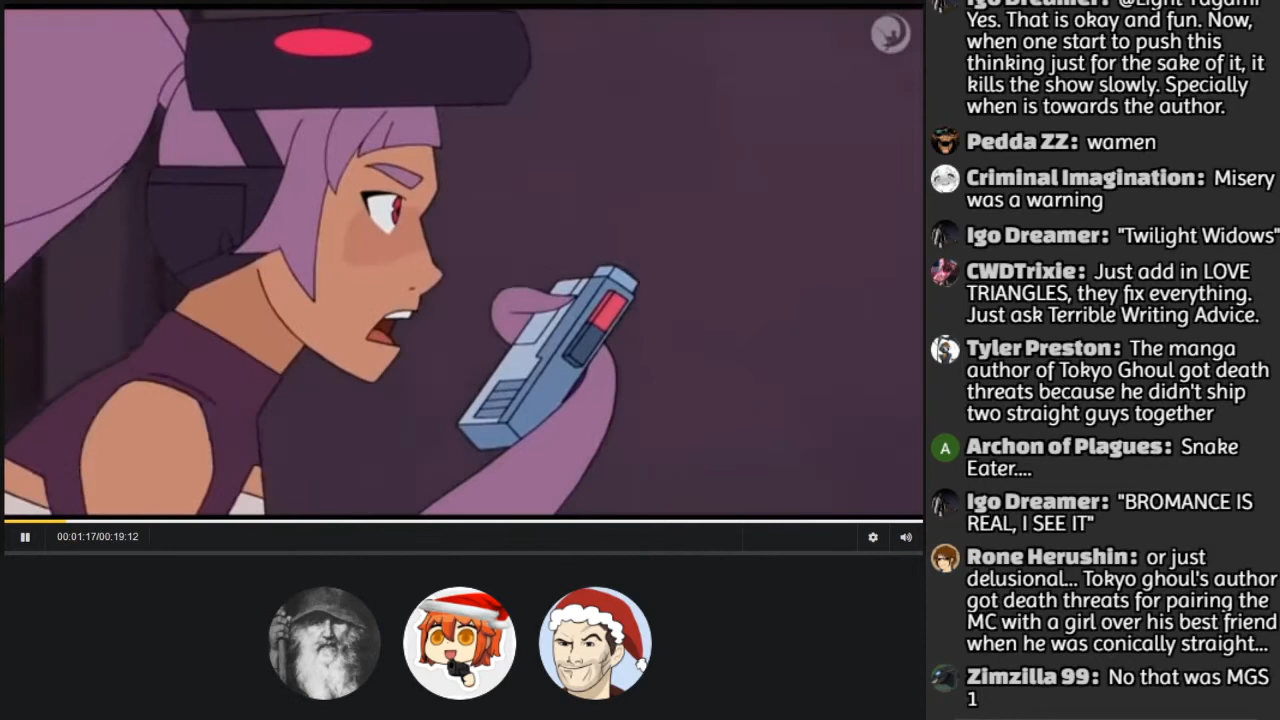 00:01:17/00:19:12
Yes. That is okay and fun. Now,
when one start to push this
thinking just for the sake of it, it
kills the show slowly. Specially
when is towards the author.
Pedda ZZ: wamen
Criminal Imagination: Misery
was a warning
Igo Dreamer: "Twilight Widows"
CWDTrixie: Just add in LOVE
TRIANGLES, they fix everything.
Just ask Terrible Writing Advice.
Tyler Preston: The manga
author of Tokyo Ghoul got death
threats because he didn't ship
two straight guys together
A
Archon of Plagues: Snake
Eater....
Igo Dreamer: "BROMANCE IS
REAL, I SEE IT"
Rone Herushin: or just
delusional... Tokyo ghoul's author
got death threats for pairing the
MC with a girl over his best friend
when he was conically straight...
Zimzilla 99: No that was MGS
1